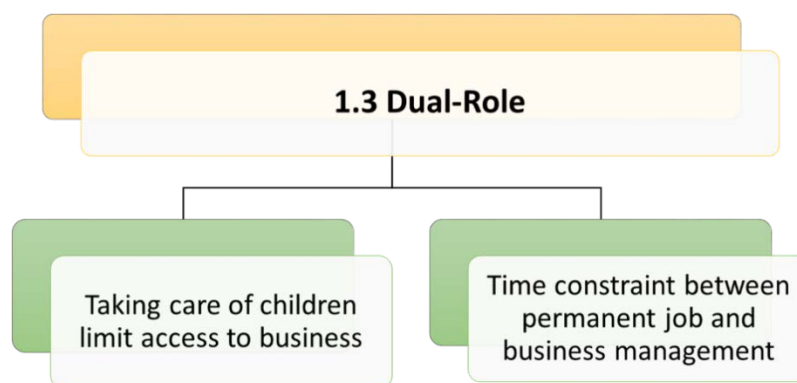 1.3 Dual-Role
Taking care of children
limit access to business
Time constraint between
permanent job and
business management